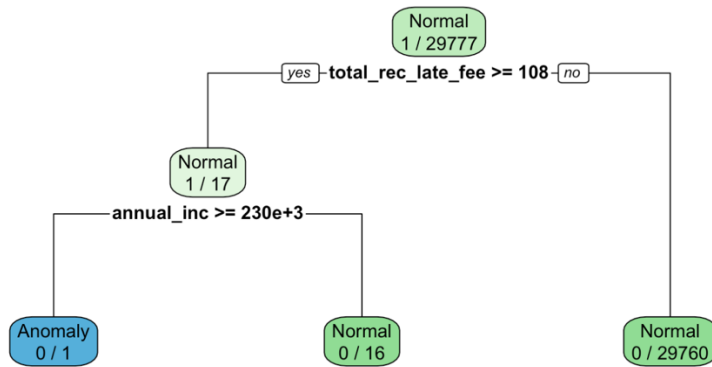 Normal
1 / 29777
yes total_rec_late_fee >= 108 no
Normal
1 / 17
annual_inc >= 230e+3
Anomaly
0 / 1
Normal
0 / 16
Normal
0 / 29760